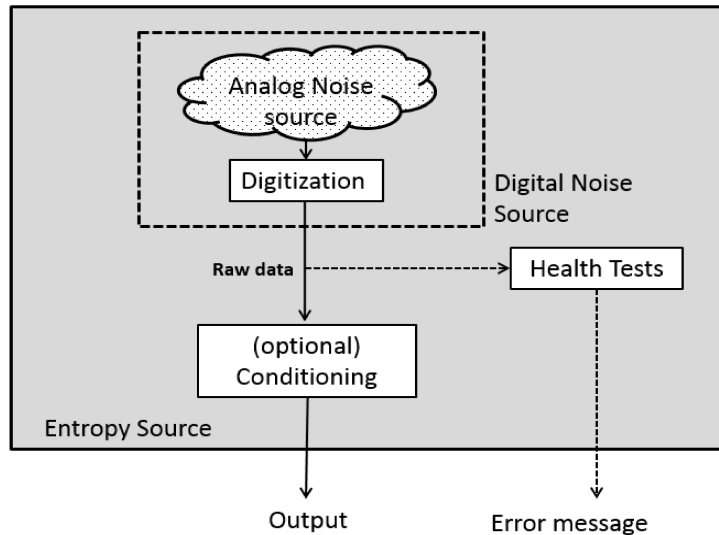 Analog Noise
source
Digitization
Digital Noise
Source
Raw data
Health Tests
(optional)
Conditioning
Entropy Source
Output
Error message